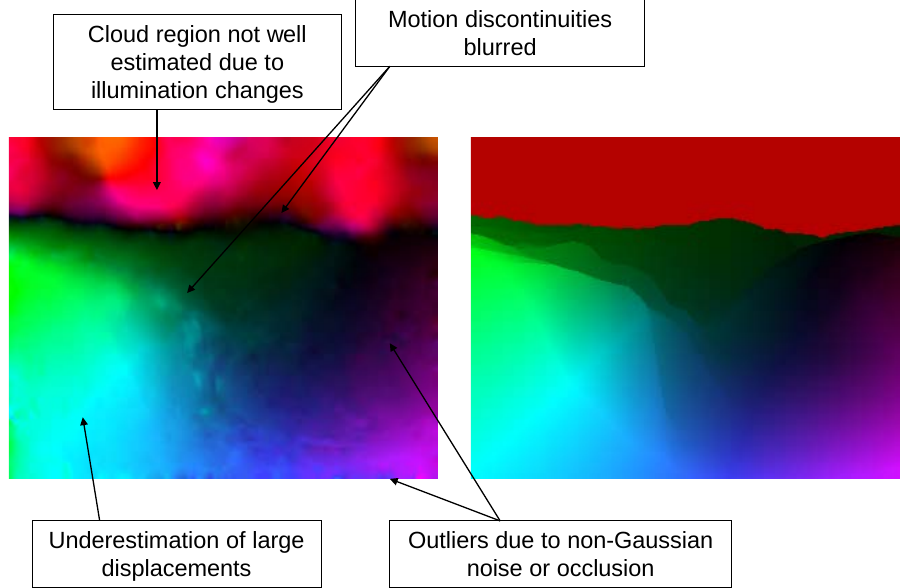 Cloud region not well
estimated due to
illumination changes
Motion discontinuities
blurred
Underestimation of large
displacements
Outliers due to non-Gaussian
noise or occlusion